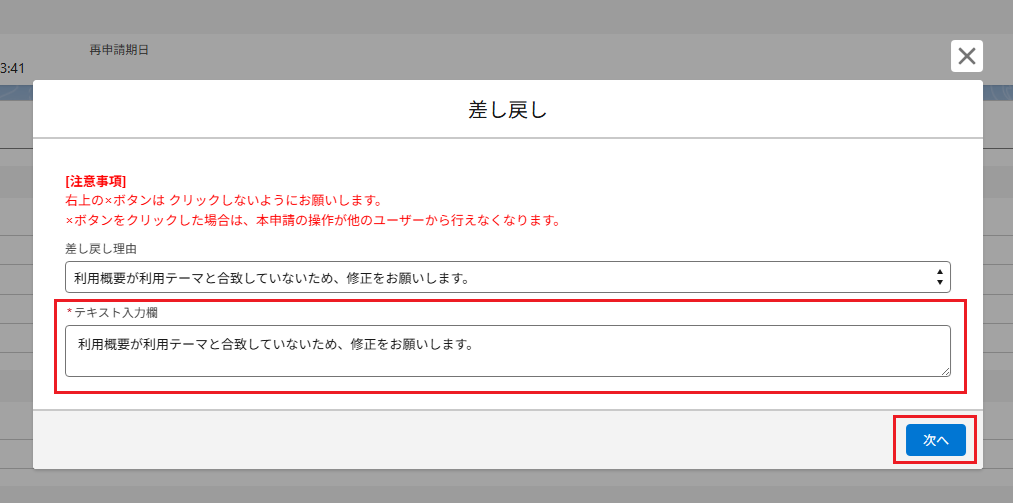 再申請期日
3:41
差し戻し
[注意事項]
右上の×ボタンは クリックしないようにお願いします。
×ボタンをクリックした場合は、本申請の操作が他のユーザーから行えなくなります。
差し戻し理由
利用概要が利用テーマと合致していないため、修正をお願いします。
*テキスト入力欄
利用概要が利用テーマと合致していないため、修正をお願いします。
次へ